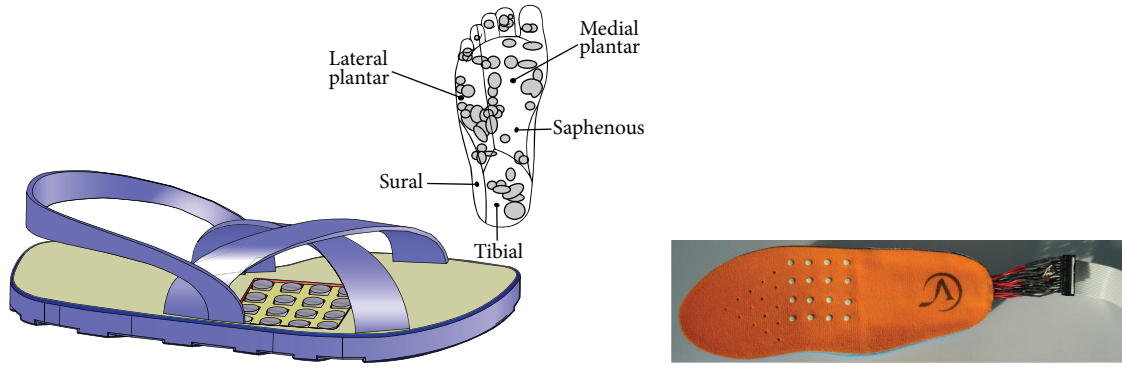 Lateral
plantar
Medial
plantar
Saphenous
Sural
Tibial